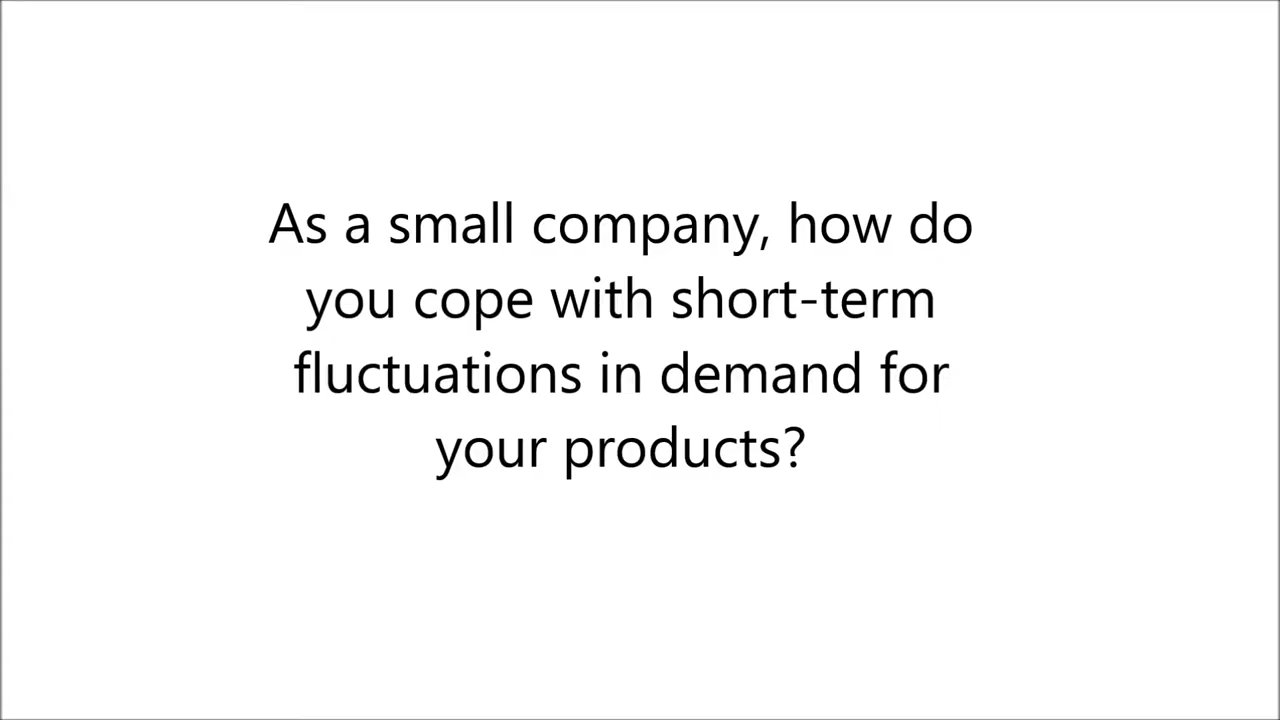 As a small company, how do
you cope with short-term
fluctuations in demand for
your products?